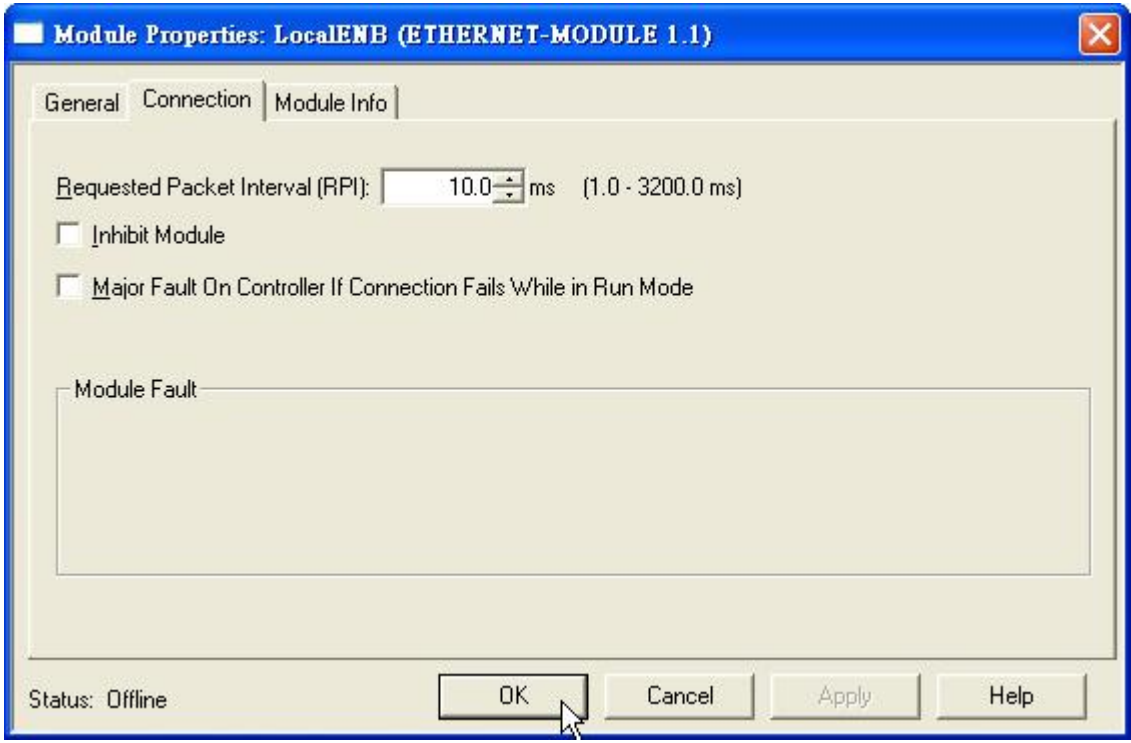 Module Properties: LocalENB (ETHERNET-MODULE 1.1)
General Connection Module Info
Requested Packet Interval (RPI): 10.0 ms (1.0 - 3200.0 ms)
Inhibit Module
Major Fault On Controller If Connection Fails While in Run Mode
Module Fault
Status: Offline OK Cancel Apply Help